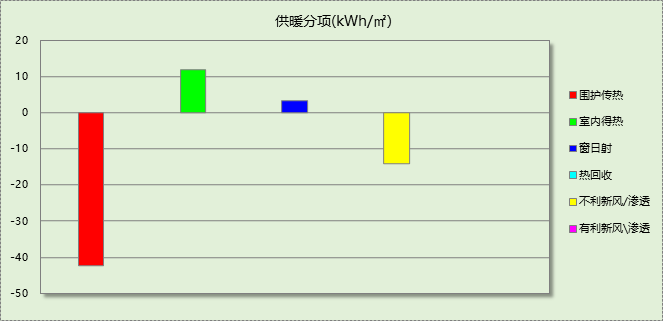 供暖分项(kWh/㎡)
20
10
0
-10
-20
-30
-40
-50
围护传热
室内得热
窗日射
热回收
不利新风/渗透
有利新风\渗透